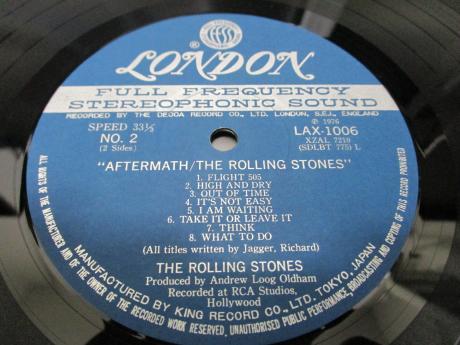 LONDON
FULL FREQUENCY
STEREOPHONIC SOUND
RECORDED BY THE DECCA RECORD CO., LTD. LONDON, S.E.I., ENGLAND
SPEED 33⅓
NO. 2
(2 Sides)
℗ 1976
LAX-1006
XZAL 7210
(SDLBT 775) L
"AFTERMATH/THE ROLLING STONES"
1. FLIGHT 505
2. HIGH AND DRY
3. OUT OF TIME
4. IT'S NOT EASY
5. I AM WAITING
6. TAKE IT OR LEAVE IT
7. THINK
8. WHAT TO DO
(All titles written by Jagger, Richard)
THE ROLLING STONES
Produced by Andrew Loog Oldham
Recorded at RCA Studios,
Hollywood
MANUFACTURED BY KING RECORD CO., LTD. TOKYO, JAPAN
ALL RIGHTS OF THE MANUFACTURER AND OF THE OWNER OF THE RECORDED WORK RESERVED. UNAUTHORISED PUBLIC PERFORMANCE, BROADCASTING AND COPYING OF THIS RECORD PROHIBITED